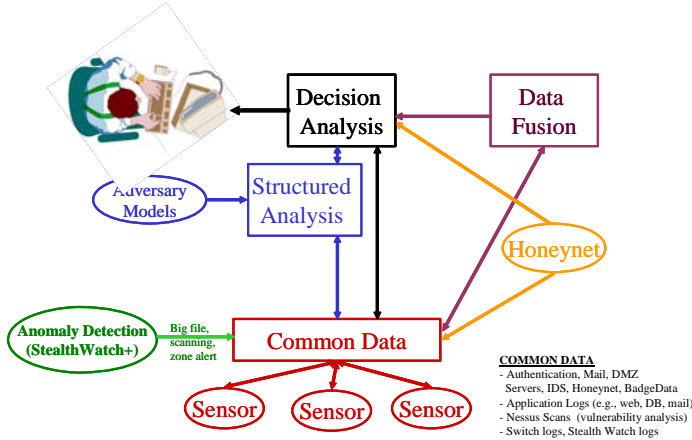 Decision
Analysis
Data
Fusion
Adversary
Models
Structured
Analysis
Honeynet
Anomaly Detection
(StealthWatch+)
Big file,
scanning,
zone alert
Common Data
Sensor
Sensor
Sensor
COMMON DATA
- Authentication, Mail, DMZ
Servers, IDS, Honeynet, BadgeData
- Application Logs (e.g., web, DB, mail)
- Nessus Scans (vulnerability analysis)
- Switch logs, Stealth Watch logs